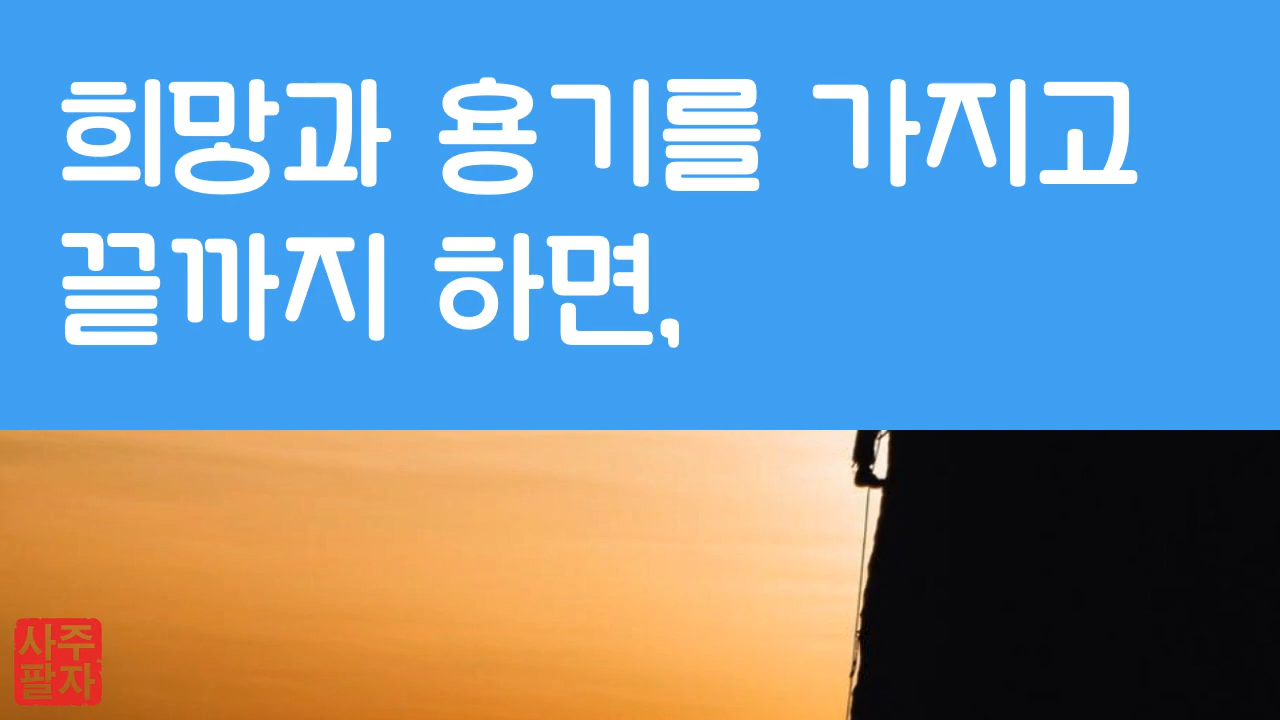 희망과 용기를 가지고
끝까지 하면,
사주
팔자